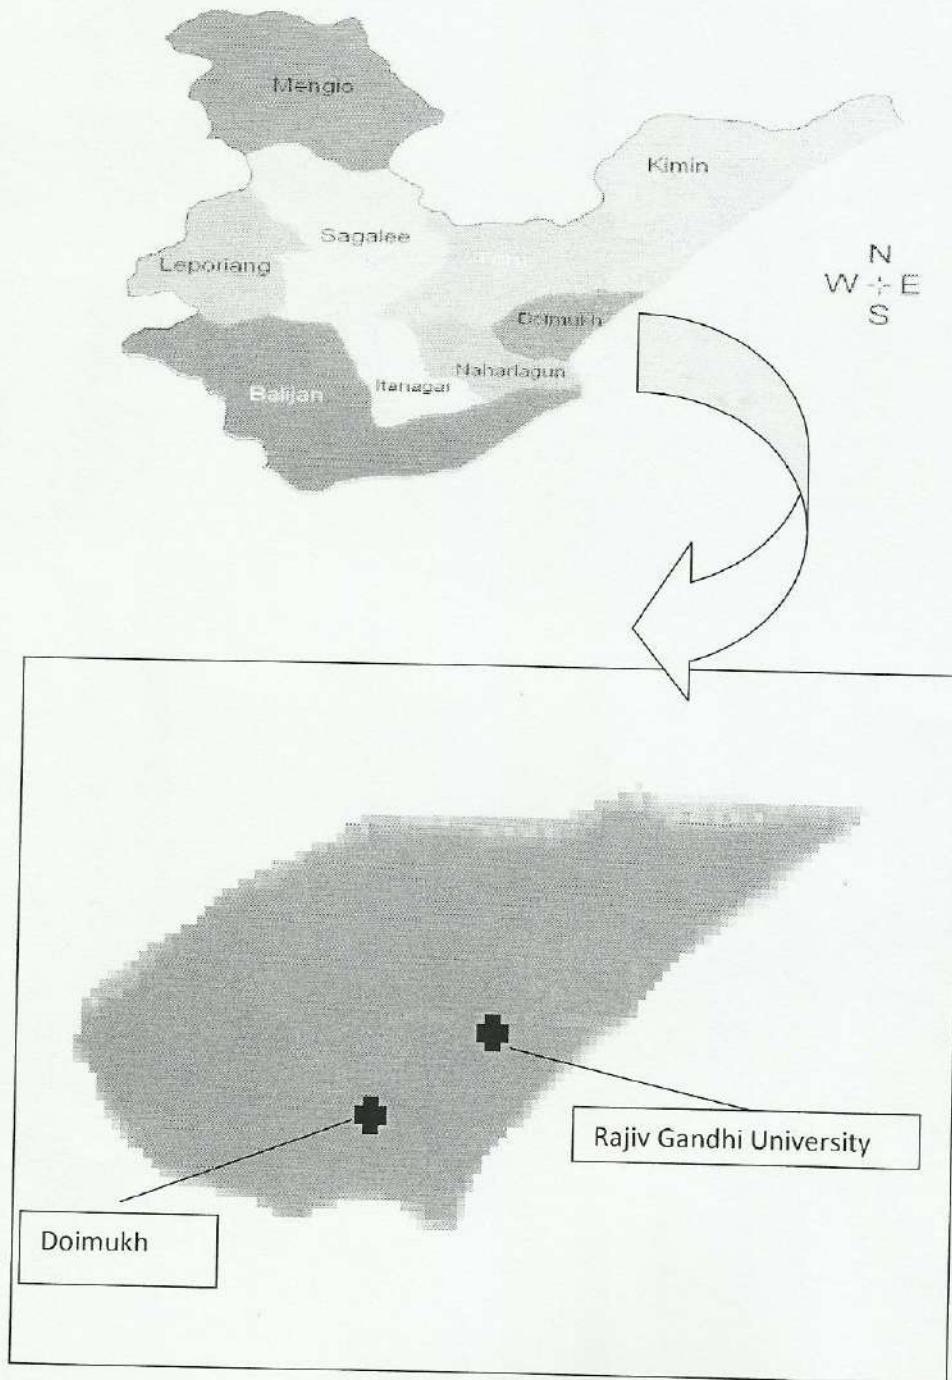 Mengio
Kimin
Sagalee
Leporiang
N
W E
S
Doimukh
Naharlagun
Itanagar
Balijan
Rajiv Gandhi University
Doimukh